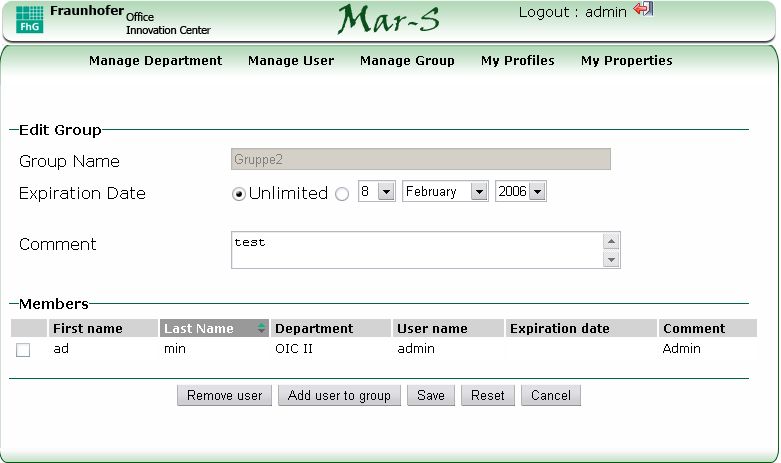 Fraunhofer Office
Innovation Center
FhG
Mar-S
Logout : admin
Manage Department Manage User Manage Group My Profiles My Properties
Edit Group
Group Name Gruppe2
Expiration Date Unlimited 8 February 2006
Comment test
Members
First name Last Name Department User name Expiration date Comment
ad min OIC II admin Admin
Remove user Add user to group Save Reset Cancel